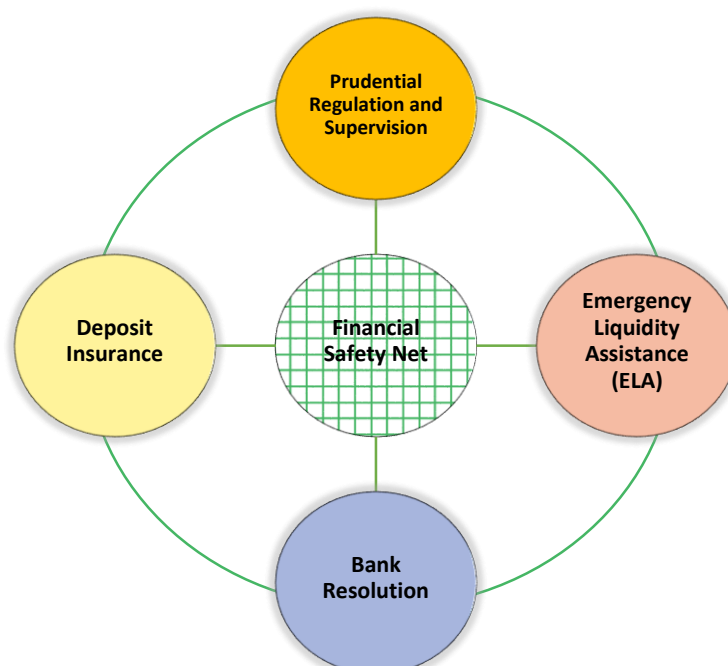 Prudential
Regulation and
Supervision
Deposit
Insurance
Financial
Safety Net
Emergency
Liquidity
Assistance
(ELA)
Bank
Resolution